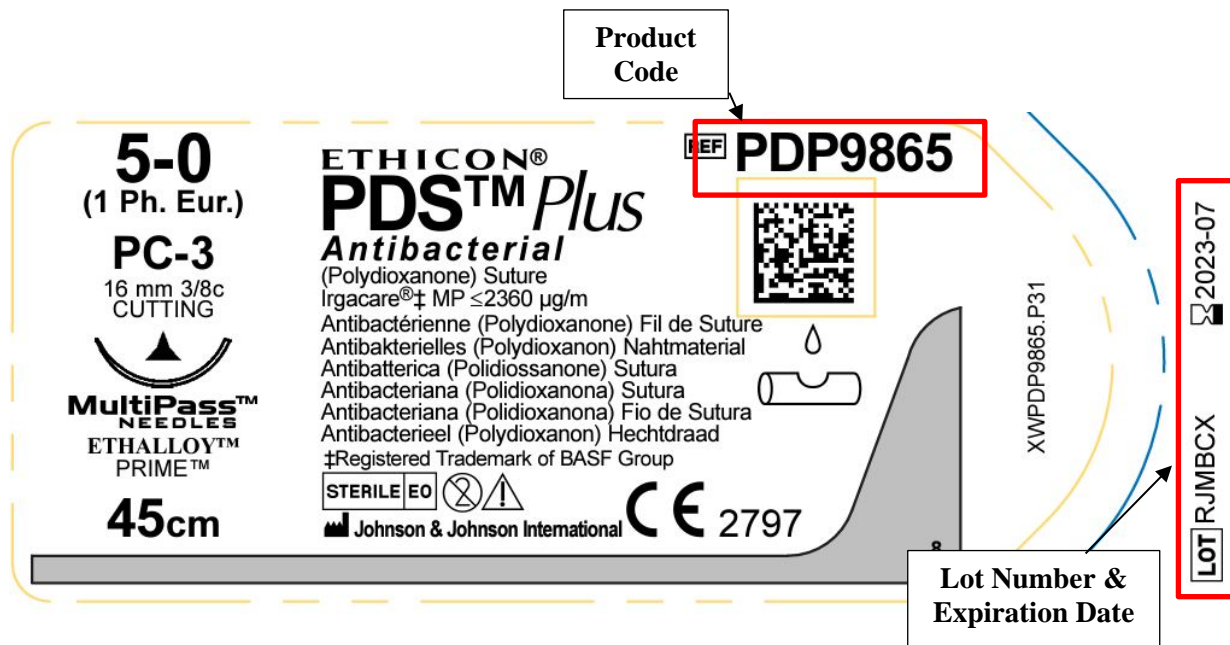 Product
Code
5-0
(1 Ph. Eur.)
PC-3
16 mm 3/8c
CUTTING
MultiPass™
NEEDLES
ETHALLOY™
PRIME™
45cm
ETHICON®
PDS™ Plus
Antibacterial
(Polydioxanone) Suture
Irgacare®‡ MP ≤2360 µg/m
Antibactérienne (Polydioxanone) Fil de Suture
Antibakterielles (Polydioxanon) Nahtmaterial
Antibatterica (Polidiossanone) Sutura
Antibacteriana (Polidioxanona) Sutura
Antibacteriana (Polidioxanona) Fio de Sutura
Antibacterieel (Polydioxanon) Hechtdraad
‡Registered Trademark of BASF Group
STERILE EO
Johnson & Johnson International
CE 2797
REF PDP9865
XWPDP9865.P31
2023-07
LOT RJMBCX
Lot Number &
Expiration Date